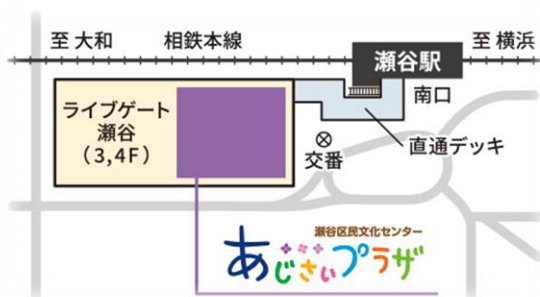 至 大和
相鉄本線
瀬谷駅
至 横浜
南口
ライブゲート
瀬谷
（3,4F）
直通デッキ
交番
瀬谷区民文化センター
あじさいプラザ